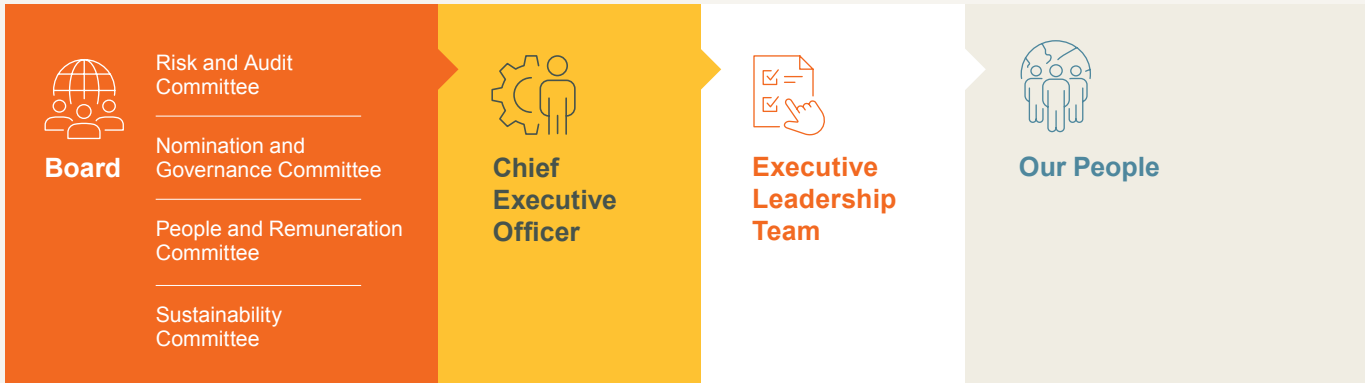 Board
Risk and Audit
Committee
Nomination and
Governance Committee
People and Remuneration
Committee
Sustainability
Committee
Chief
Executive
Officer
Executive
Leadership
Team
Our People